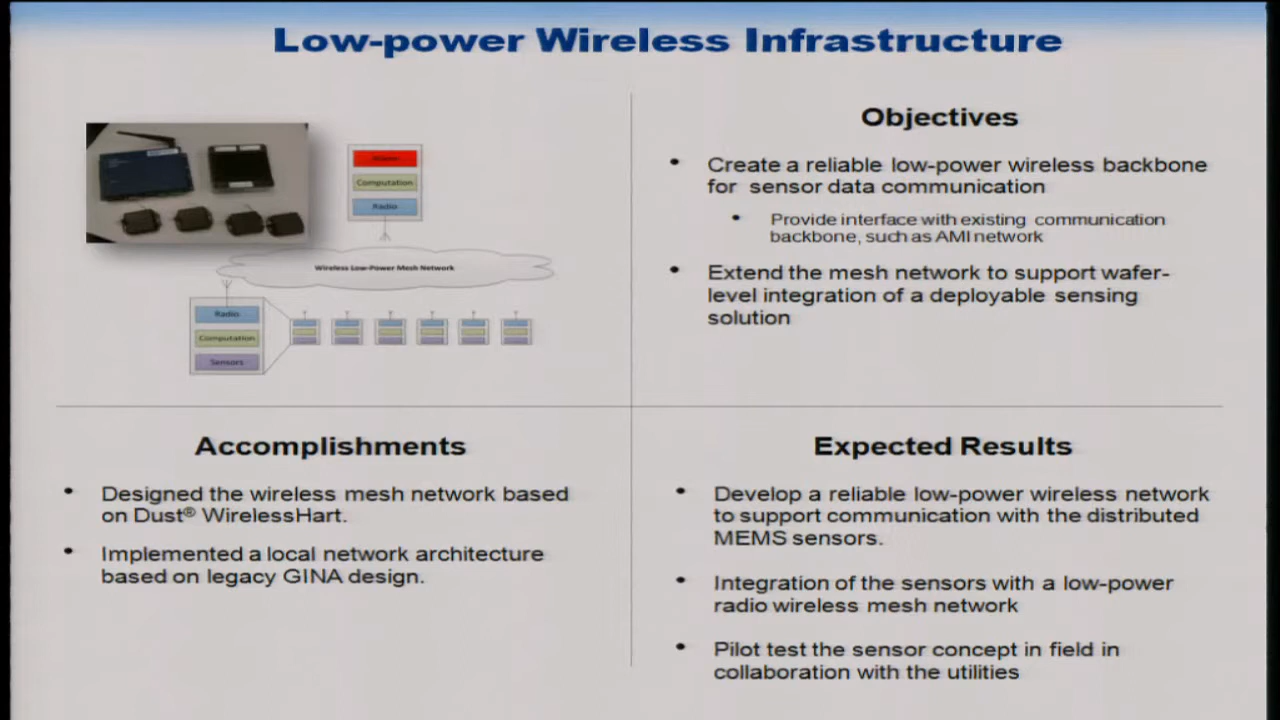 Low-power Wireless Infrastructure
Computation
Radio
Wireless Low-Power Mesh Network
Radio
Computation
Sensors
Objectives
• Create a reliable low-power wireless backbone
for sensor data communication
• Provide interface with existing communication
backbone, such as AMI network
• Extend the mesh network to support wafer-
level integration of a deployable sensing
solution
Accomplishments
• Designed the wireless mesh network based
on Dust® WirelessHart.
• Implemented a local network architecture
based on legacy GINA design.
Expected Results
• Develop a reliable low-power wireless network
to support communication with the distributed
MEMS sensors.
• Integration of the sensors with a low-power
radio wireless mesh network
• Pilot test the sensor concept in field in
collaboration with the utilities